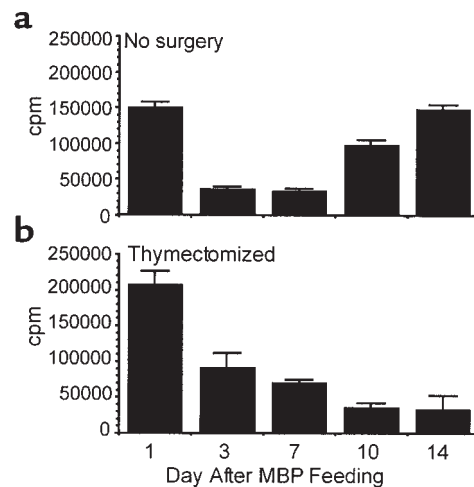 a
No surgery
250000
200000
150000
100000
50000
0
cpm
b
Thymectomized
250000
200000
150000
100000
50000
0
cpm
1 3 7 10 14
Day After MBP Feeding